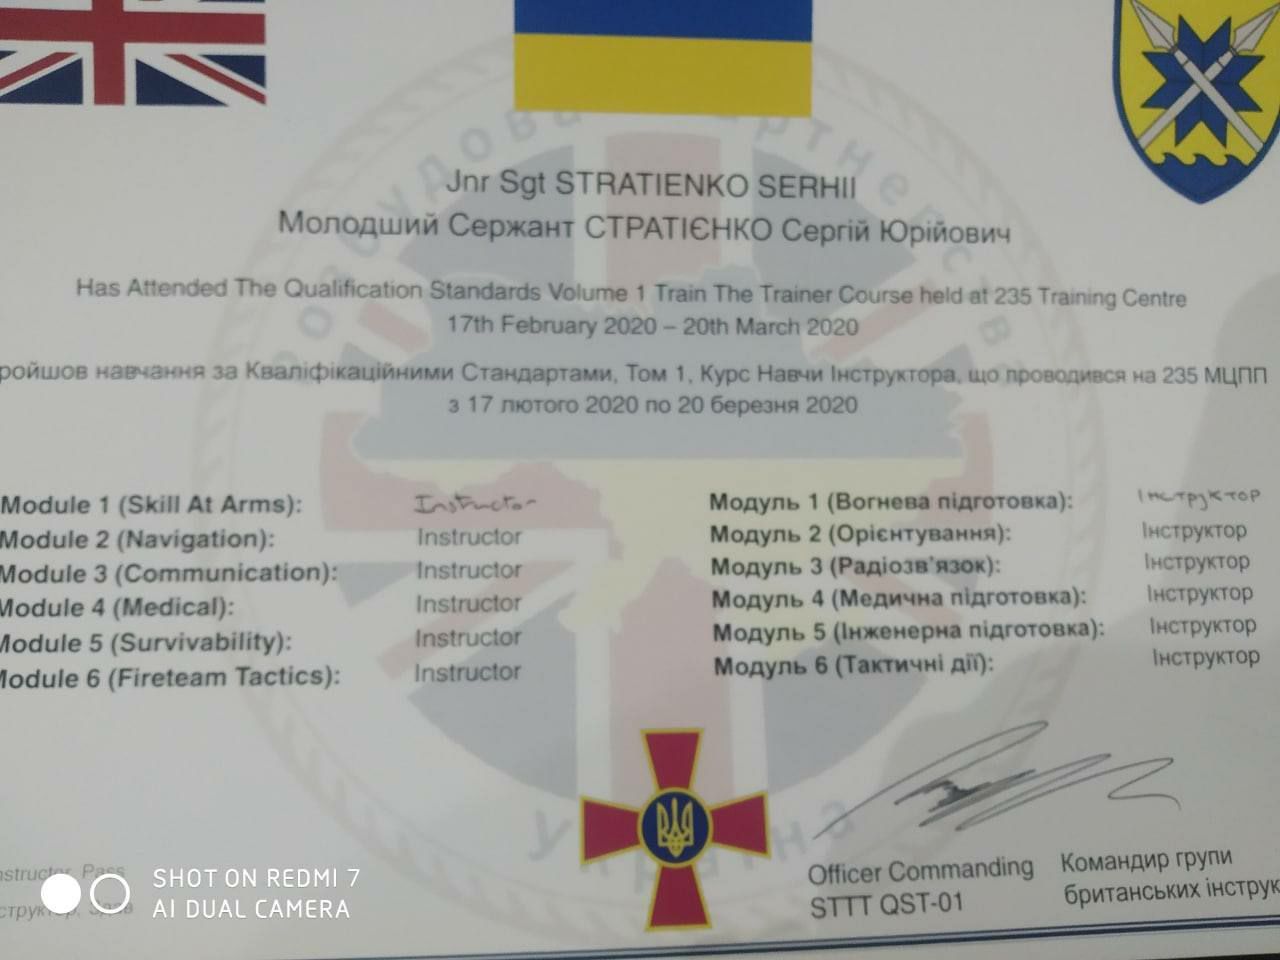 Jnr Sgt STRATIENKO SERHII
Молодший Сержант СТРАТІЄНКО Сергій Юрійович
Has Attended The Qualification Standards Volume 1 Train The Trainer Course held at 235 Training Centre
17th February 2020 – 20th March 2020
ройшов навчання за Кваліфікаційними Стандартами, Том 1, Курс Навчи Інструктора, що проводився на 235 МЦПП
з 17 лютого 2020 по 20 березня 2020
Module 1 (Skill At Arms): Instructor
Module 2 (Navigation): Instructor
Module 3 (Communication): Instructor
Module 4 (Medical): Instructor
Module 5 (Survivability): Instructor
Module 6 (Fireteam Tactics): Instructor
Модуль 1 (Вогнева підготовка): Інструктор
Модуль 2 (Орієнтування): Інструктор
Модуль 3 (Радіозв'язок): Інструктор
Модуль 4 (Медична підготовка): Інструктор
Модуль 5 (Інженерна підготовка): Інструктор
Модуль 6 (Тактичні дії): Інструктор
Officer Commanding
STTT QST-01
Командир групи
британських інструк
nstructor, Pass
SHOT ON REDMI 7
AI DUAL CAMERA